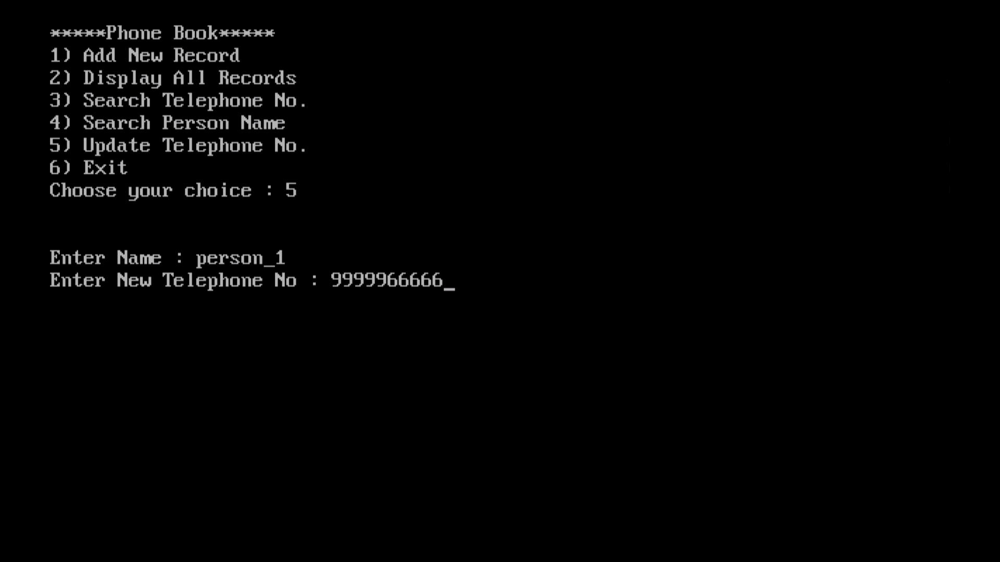 *****Phone Book*****
1) Add New Record
2) Display All Records
3) Search Telephone No.
4) Search Person Name
5) Update Telephone No.
6) Exit
Choose your choice : 5
Enter Name : person_1
Enter New Telephone No : 9999966666_